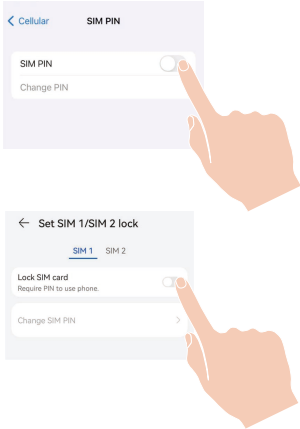 Cellular SIM PIN
SIM PIN
Change PIN
Set SIM 1/SIM 2 lock
SIM 1 SIM 2
Lock SIM card
Require PIN to use phone.
Change SIM PIN